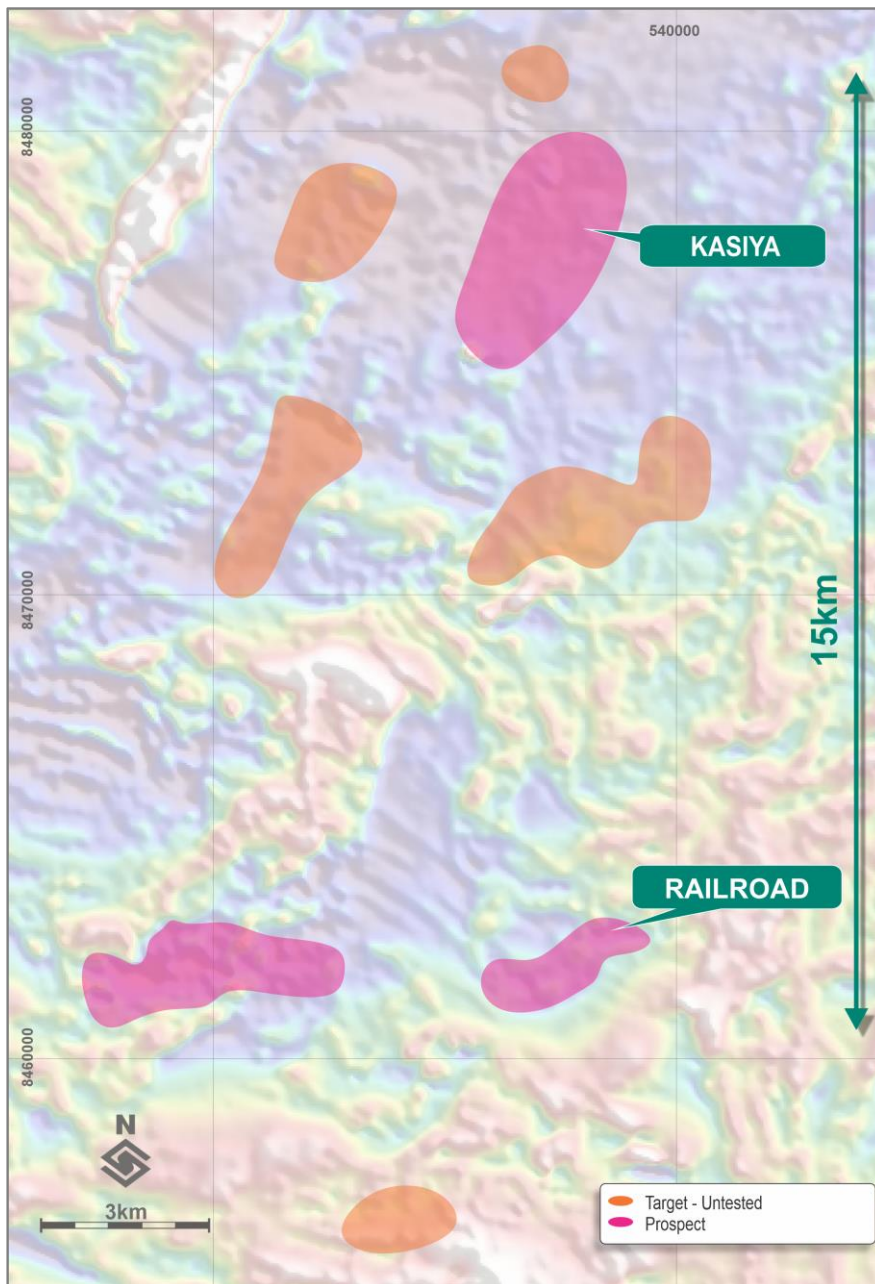 540000
8480000
KASIYA
8470000
15km
RAILROAD
8460000
N
3km
Target - Untested
Prospect